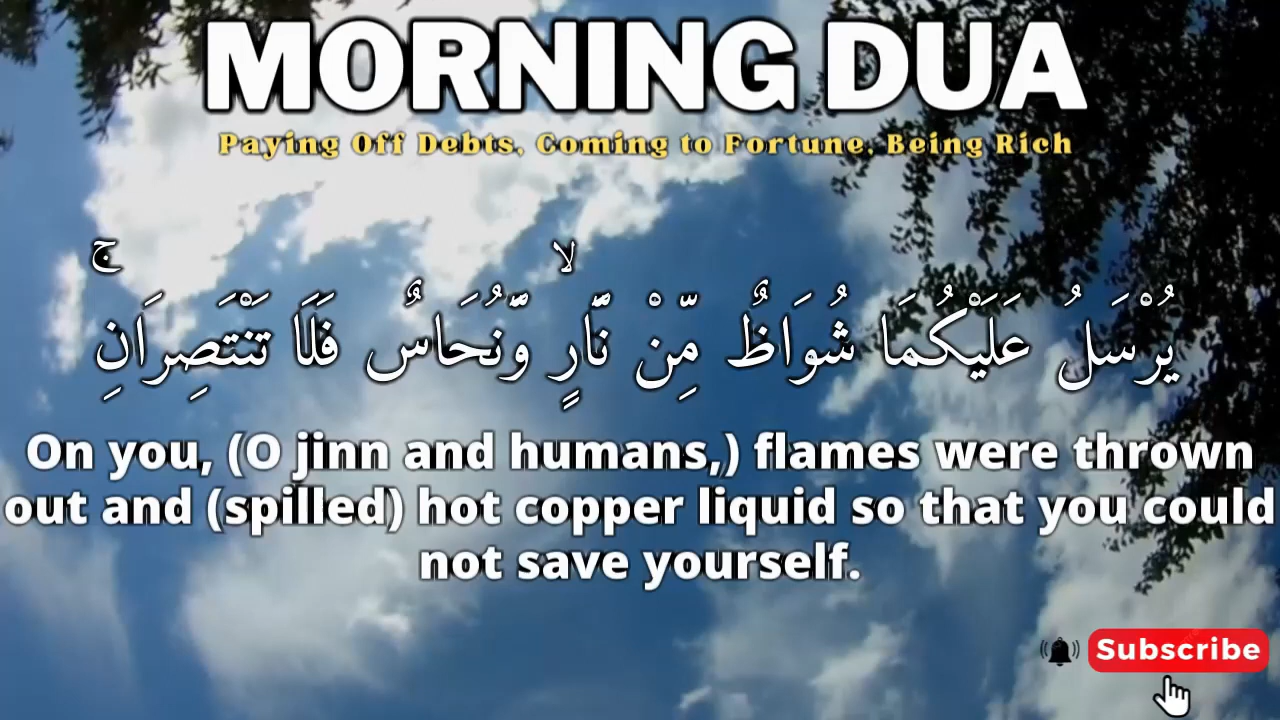 MORNING DUA
Paying Off Debts, Coming to Fortune, Being Rich
يُرْسَلُ عَلَيْكُمَا شُوَاظٌ مِّنْ نَّارٍ ۙ وَّنُحَاسٌ فَلَا تَنْتَصِرَانِ ۚ
On you, (O jinn and humans,) flames were thrown
out and (spilled) hot copper liquid so that you could
not save yourself.
Subscribe